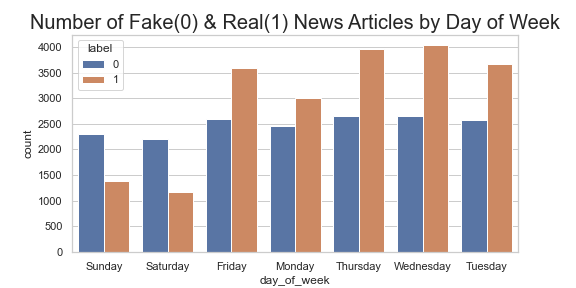 Number of Fake(0) & Real(1) News Articles by Day of Week
label
0
1
4000
3500
3000
2500
2000
1500
1000
500
0
count
Sunday Saturday Friday Monday Thursday Wednesday Tuesday
day_of_week